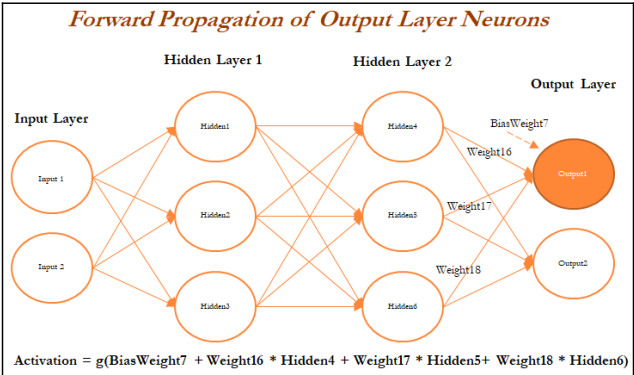 Forward Propagation of Output Layer Neurons
Hidden Layer 1
Hidden Layer 2
Output Layer
Input Layer
BiasWeight7
Hidden1
Hidden4
Weight16
Input 1
Output1
Weight17
Hidden2
Hidden5
Input 2
Output2
Weight18
Hidden3
Hidden6
Activation = g(BiasWeight7 + Weight16 * Hidden4 + Weight17 * Hidden5+ Weight18 * Hidden6)